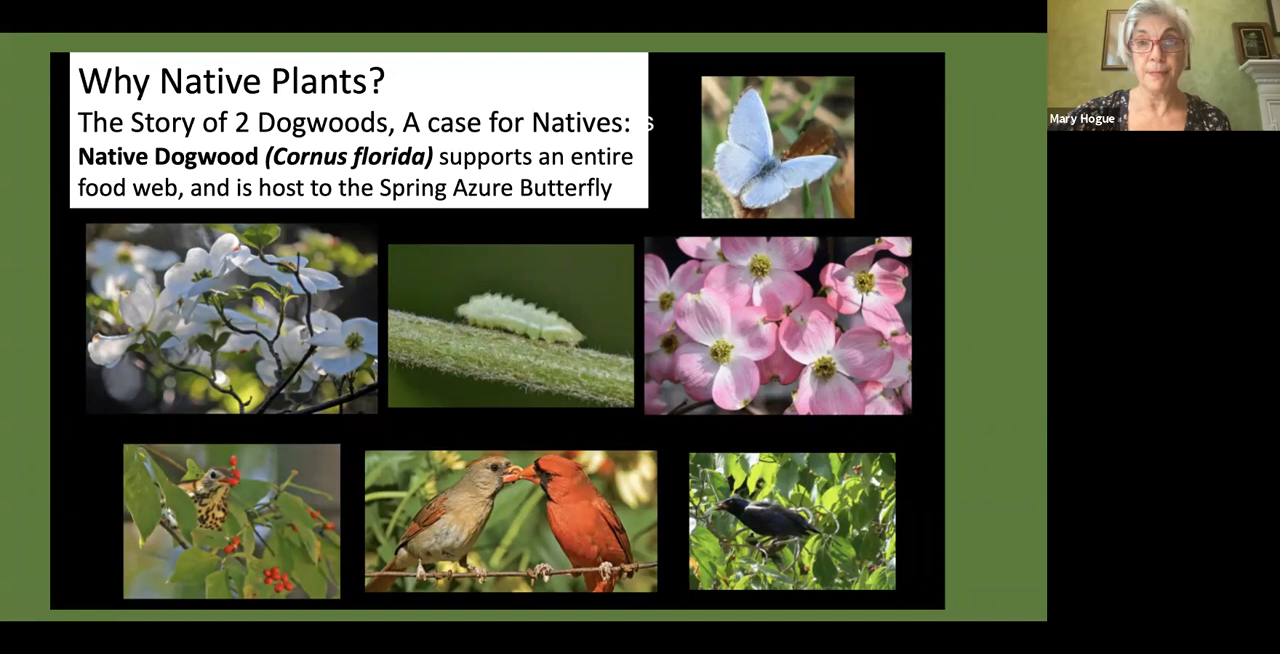 Why Native Plants?
The Story of 2 Dogwoods, A case for Natives: s
Native Dogwood (Cornus florida) supports an entire
food web, and is host to the Spring Azure Butterfly
Mary Hogue